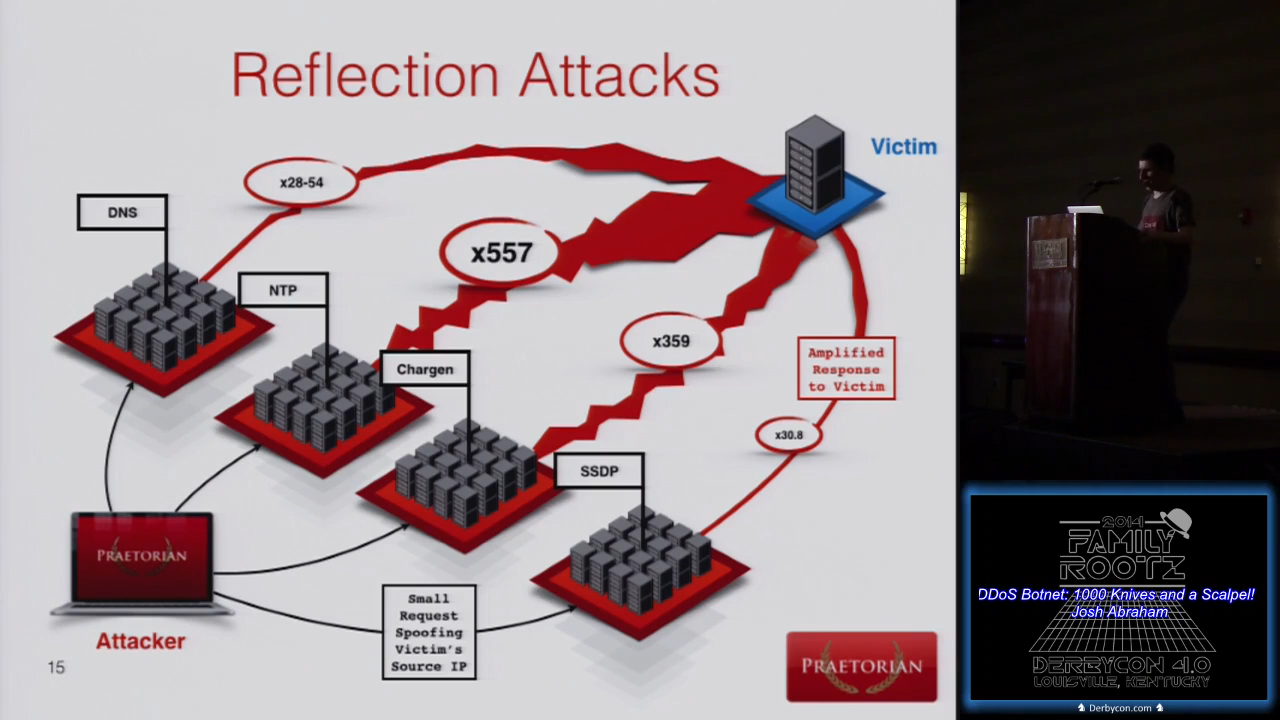 Reflection Attacks
Victim
x28-54
DNS
x557
NTP
x359
Chargen
Amplified
Response
to Victim
x30.8
SSDP
PRAETORIAN
Attacker
Small
Request
Spoofing
Victim's
Source IP
15
PRAETORIAN
2014
FAMILY
ROOTZ
DDoS Botnet: 1000 Knives and a Scalpel!
Josh Abraham
DERBYCON 4.0
LOUISVILLE, KENTUCKY
Derbycon.com